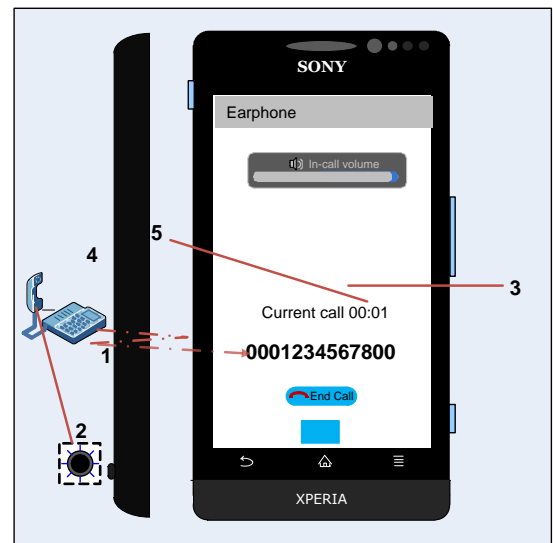 SONY
Earphone
In-call volume
5
4
3
Current call 00:01
1
0001234567800
End Call
2
XPERIA